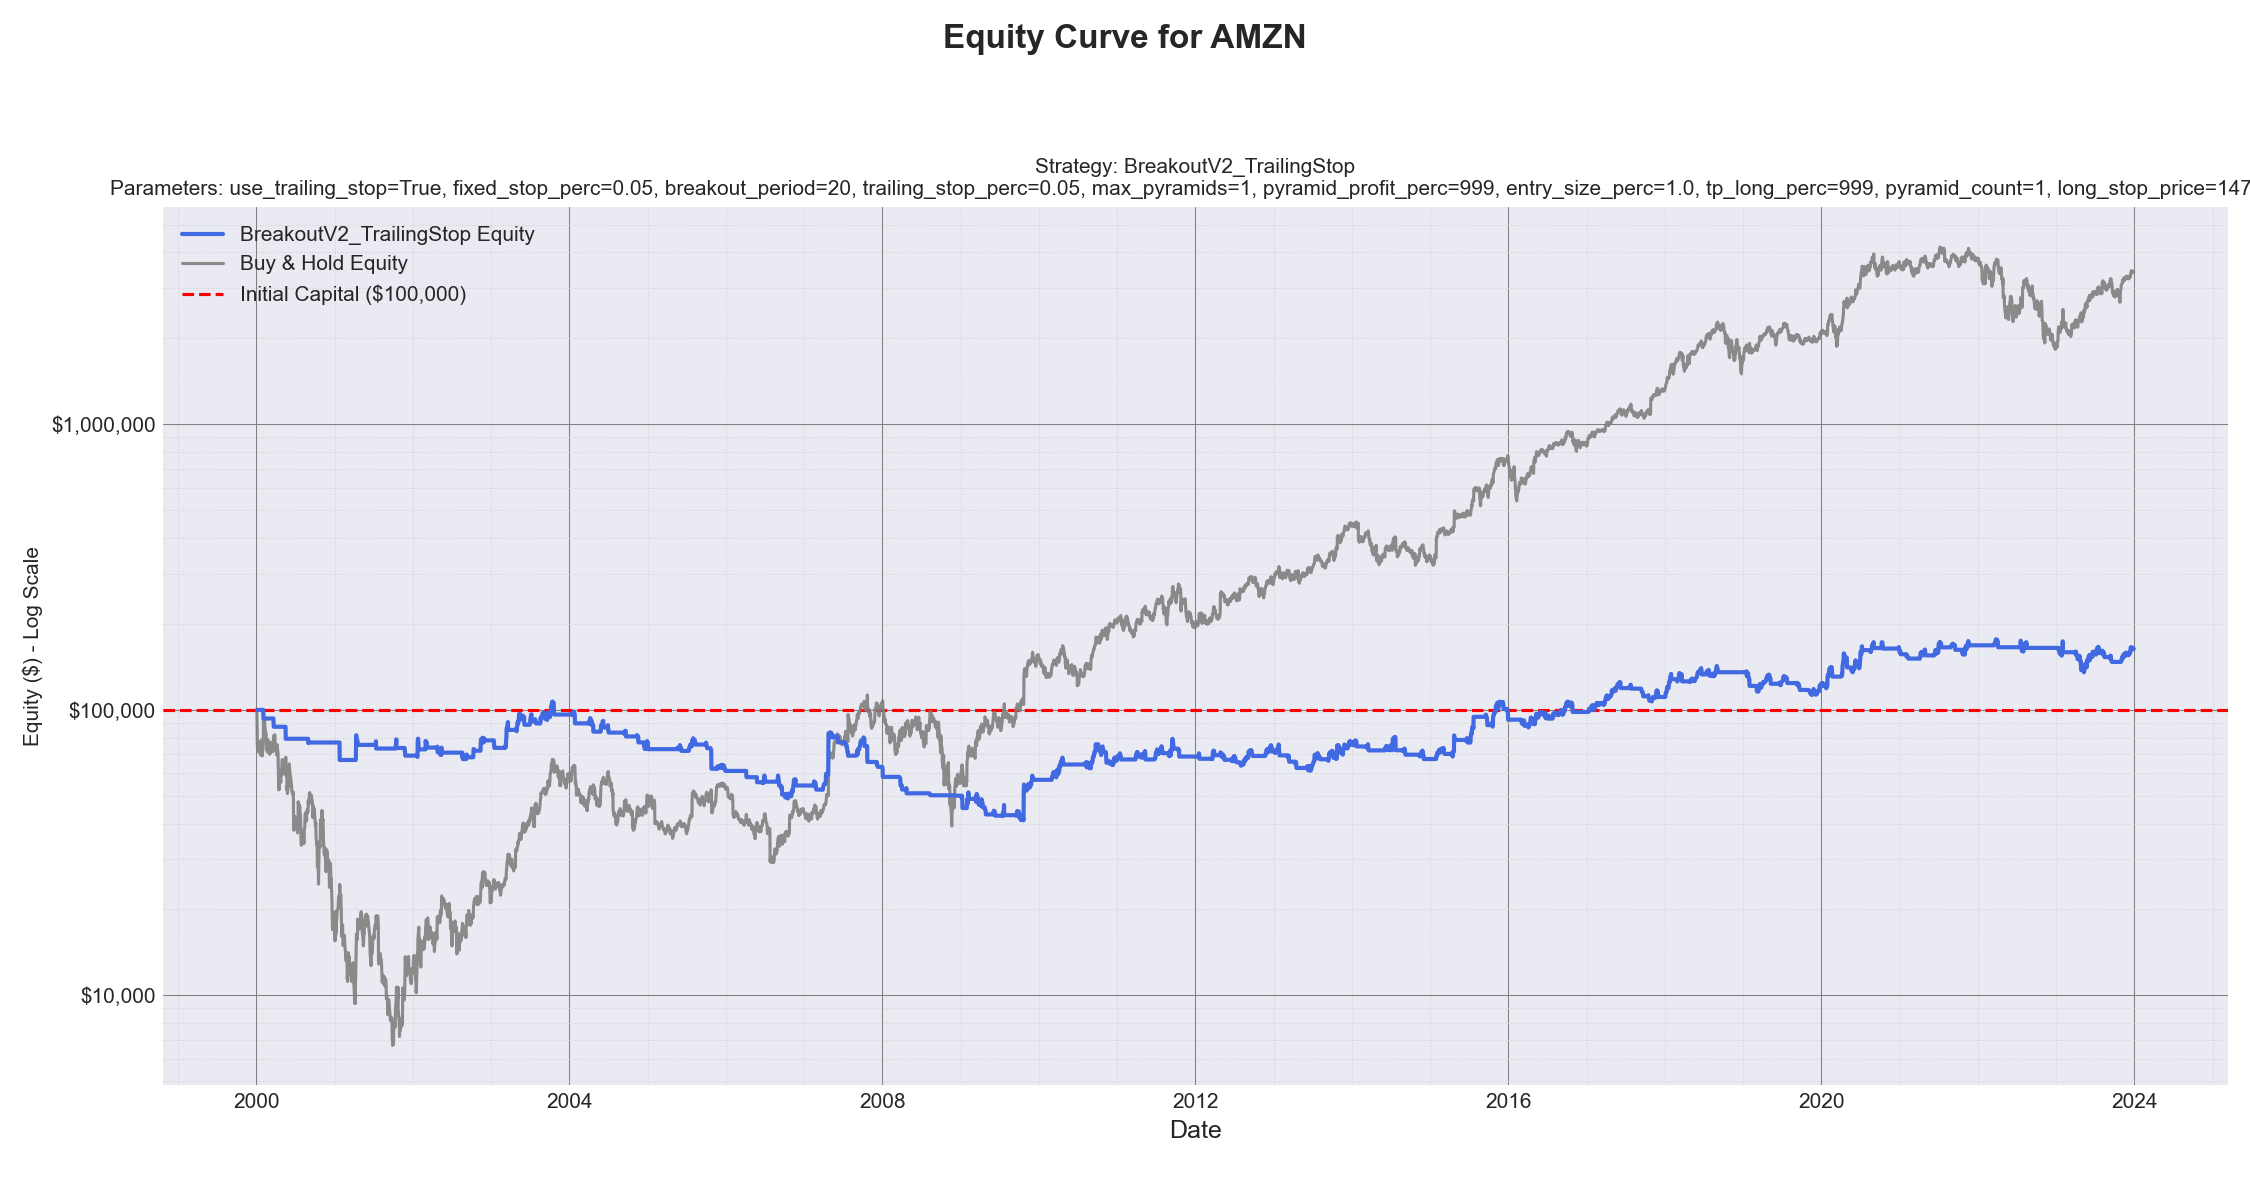 Equity Curve for AMZN
Strategy: BreakoutV2_TrailingStop
Parameters: use_trailing_stop=True, fixed_stop_perc=0.05, breakout_period=20, trailing_stop_perc=0.05, max_pyramids=1, pyramid_profit_perc=999, entry_size_perc=1.0, tp_long_perc=999, pyramid_count=1, long_stop_price=147
BreakoutV2_TrailingStop Equity
Buy & Hold Equity
Initial Capital ($100,000)
Equity ($) - Log Scale
$1,000,000
$100,000
$10,000
2000 2004 2008 2012 2016 2020 2024
Date